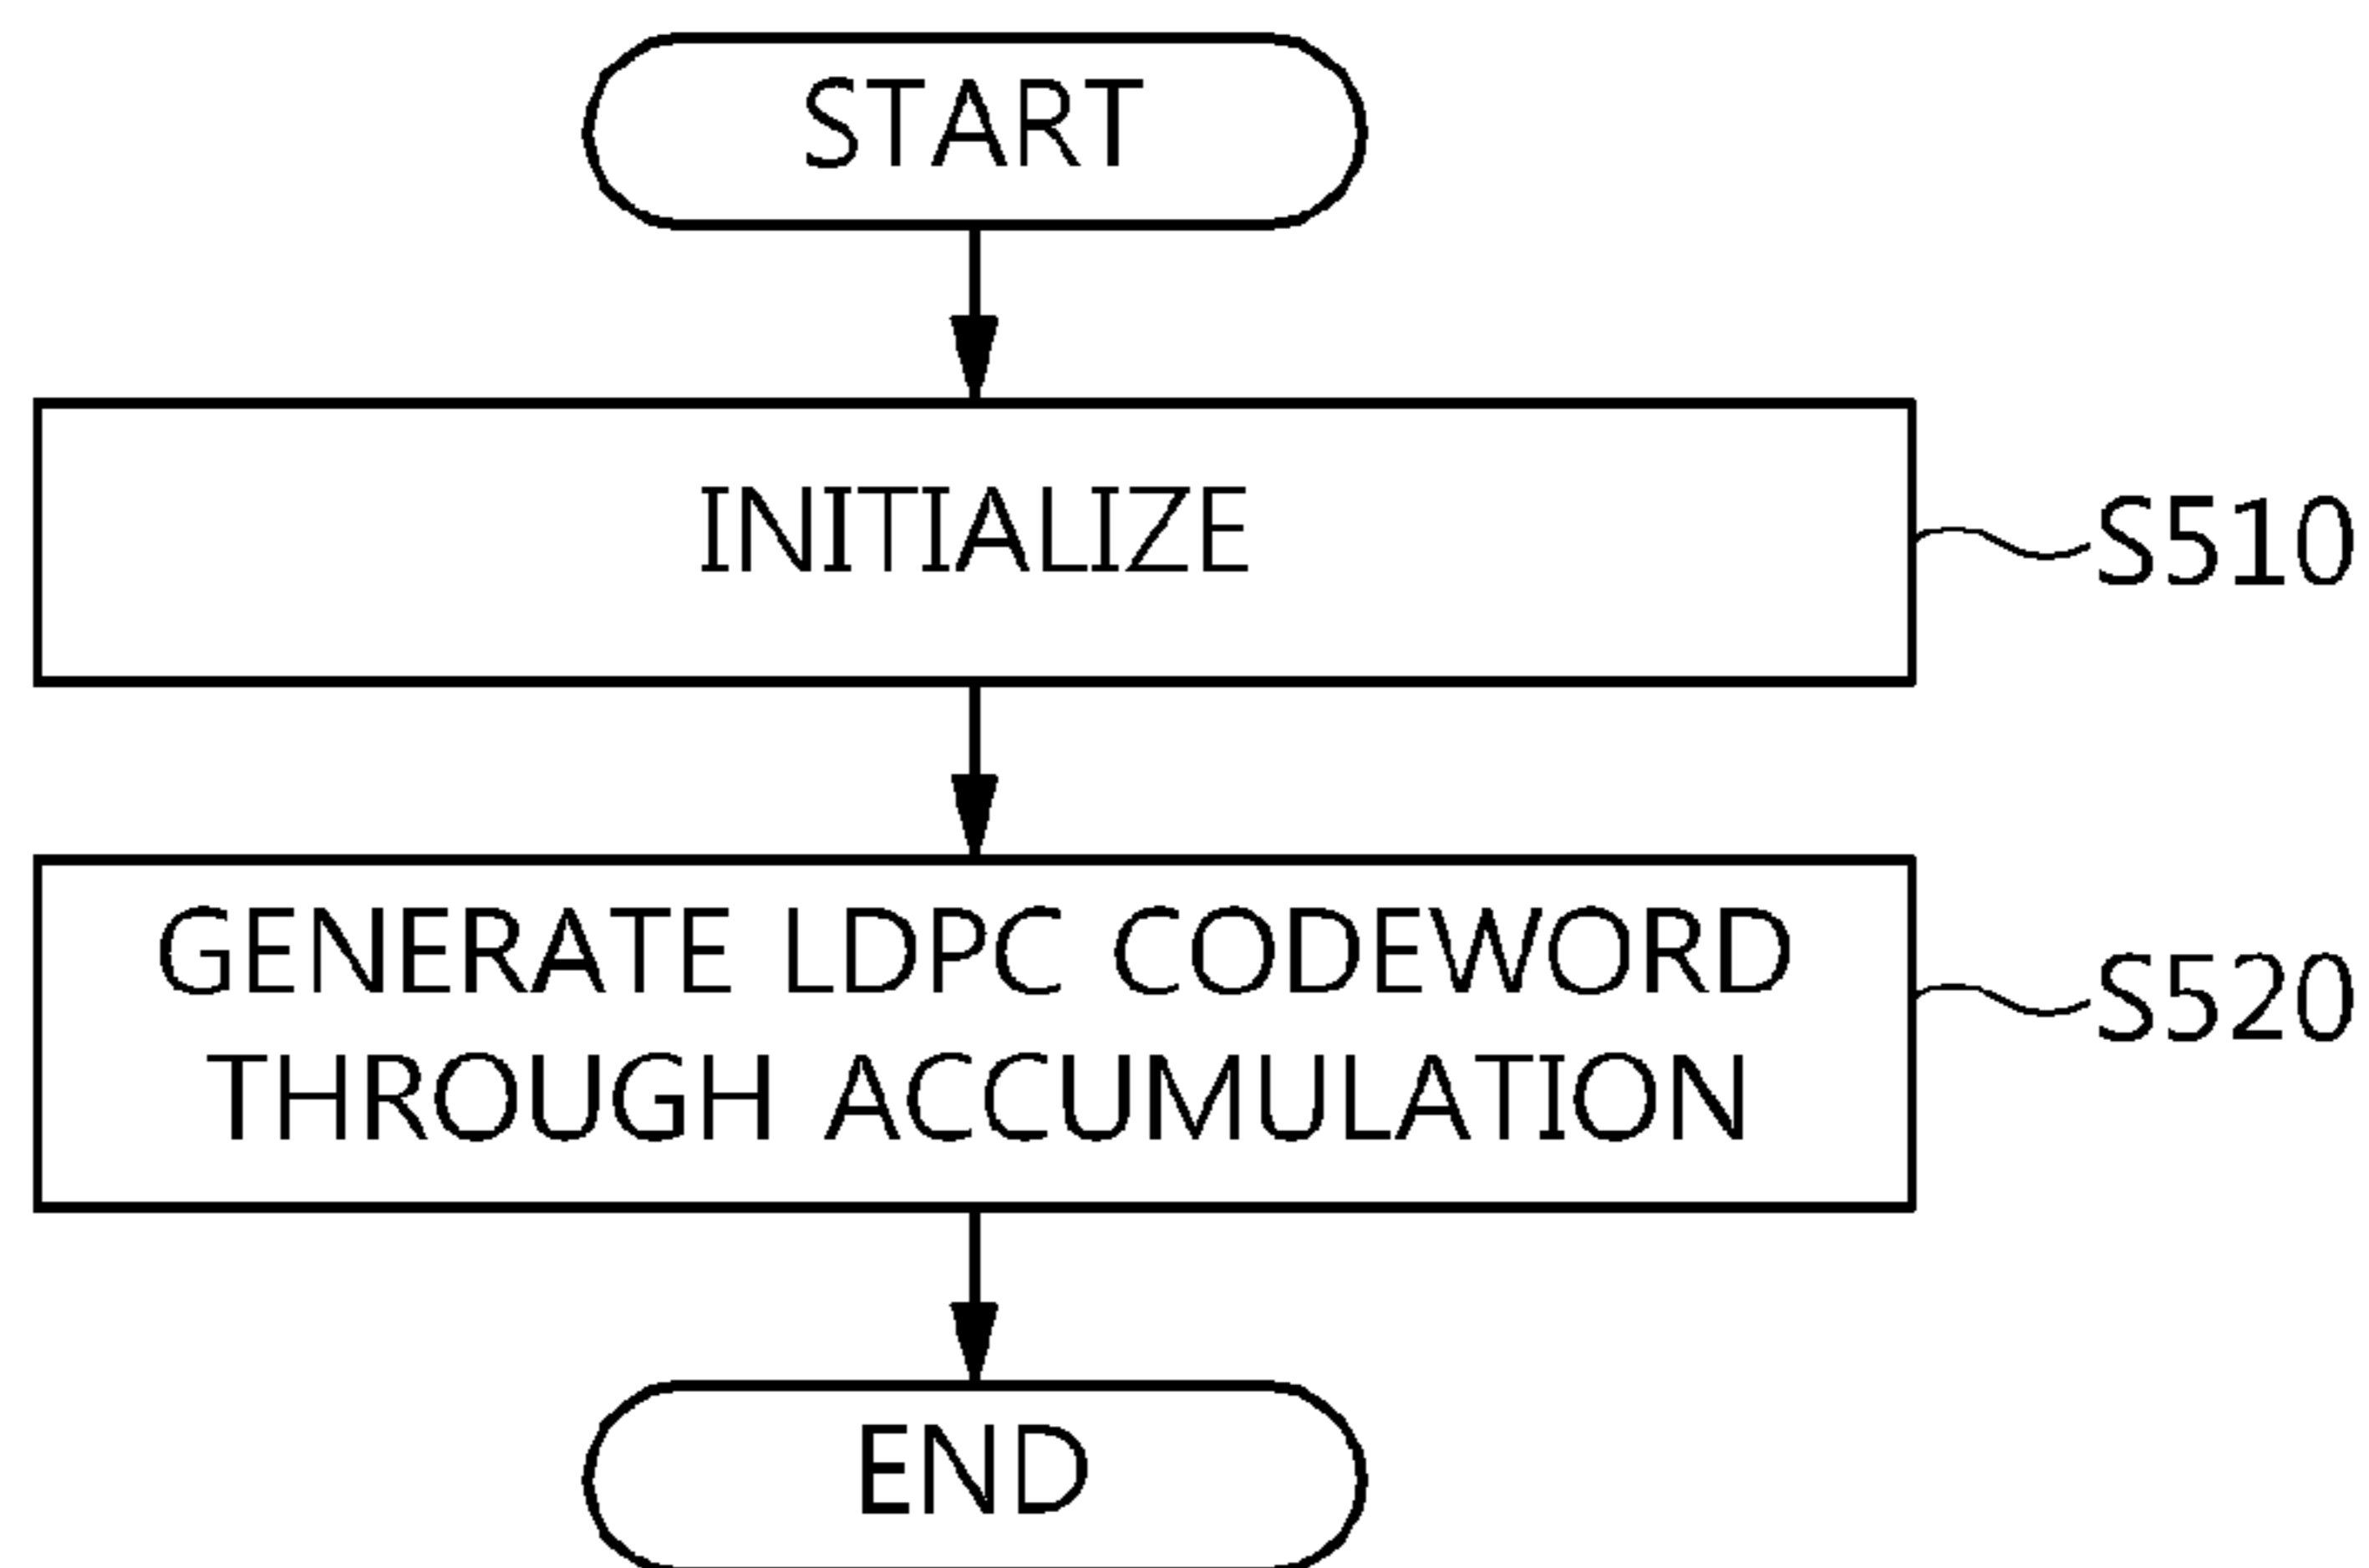 START
INITIALIZE
S510
GENERATE LDPC CODEWORD
THROUGH ACCUMULATION
S520
END